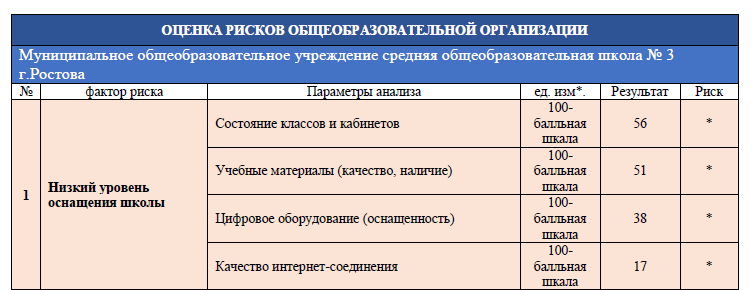 ОЦЕНКА РИСКОВ ОБЩЕОБРАЗОВАТЕЛЬНОЙ ОРГАНИЗАЦИИ
Муниципальное общеобразовательное учреждение средняя общеобразовательная школа № 3
г.Ростова
№ фактор риска Параметры анализа ед. изм*. Результат Риск
1 Низкий уровень
оснащения школы
Состояние классов и кабинетов 100-
балльная
шкала 56 *
Учебные материалы (качество, наличие) 100-
балльная
шкала 51 *
Цифровое оборудование (оснащенность) 100-
балльная
шкала 38 *
Качество интернет-соединения 100-
балльная
шкала 17 *